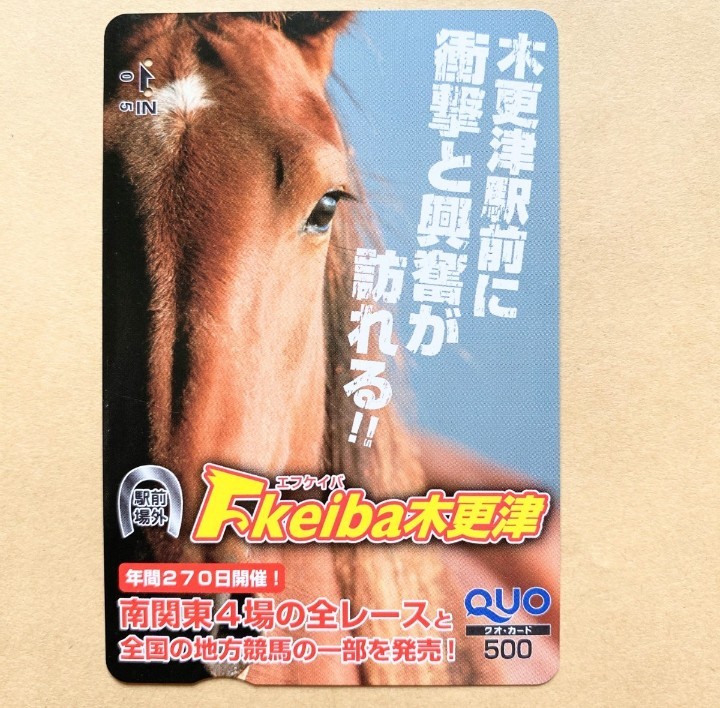 木更津駅前に
衝撃と興奮が
訪れる!!
0 5
IN
駅前
場外
エフケイバ
Fkeiba木更津
年間270日開催!
南関東4場の全レースと
全国の地方競馬の一部を発売!
QUO
クオ・カード
500